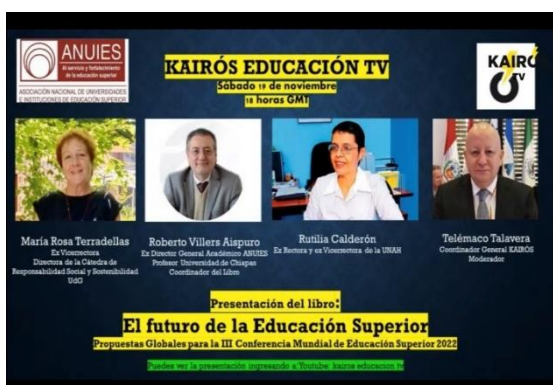 ANUIES
Al servicio y fortalecimiento
de la educación superior
ASOCIACIÓN NACIONAL DE UNIVERSIDADES
E INSTITUCIONES DE EDUCACIÓN SUPERIOR
KAIRÓS EDUCACIÓN TV
Sábado 19 de noviembre
18 horas GMT
KAIRÓ
TV
María Rosa Terradellas
Ex Vicerrectora
Directora de la Cátedra de
Responsabilidad Social y Sostenibilidad
UdG
Roberto Villers Aispuro
Ex Director General Académico ANUIES
Profesor Universidad de Chiapas
Coordinador del Libro
Rutilia Calderón
Ex Rectora y ex Vicerrectora de la UNAH
Telémaco Talavera
Coordinador General KAIRÓS
Moderador
Presentación del libro:
El futuro de la Educación Superior
Propuestas Globales para la III Conferencia Mundial de Educación Superior 2022
Puedes ver la presentación ingresando a Youtube: kairos educacion tv